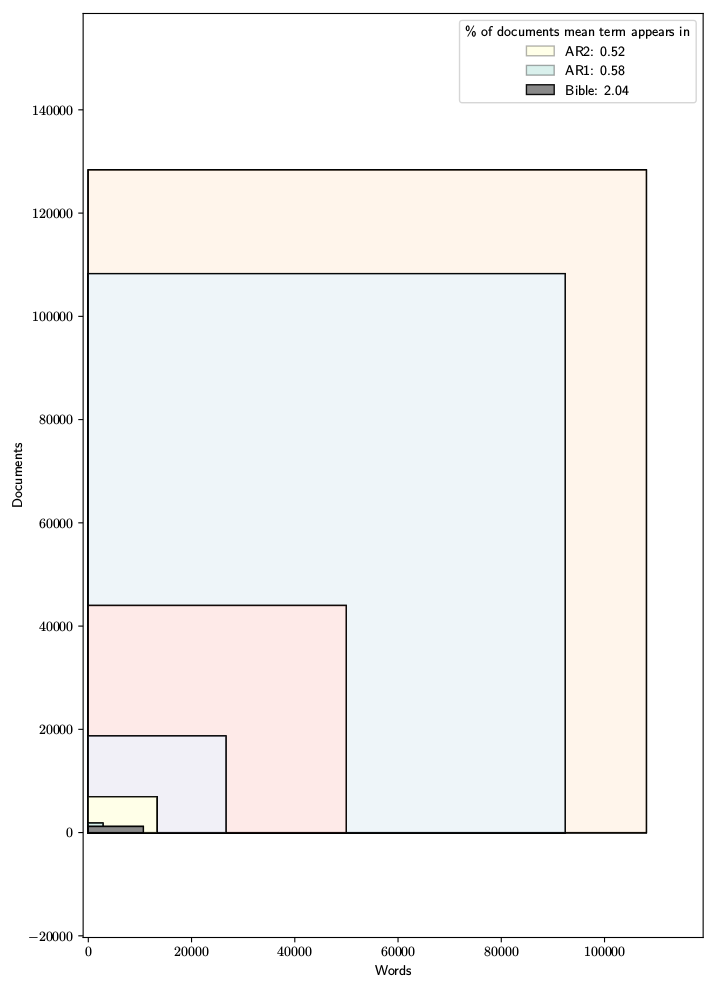 % of documents mean term appears in
AR2: 0.52
AR1: 0.58
Bible: 2.04
140000
120000
100000
80000
60000
40000
20000
0
−20000
Documents
0 20000 40000 60000 80000 100000
Words